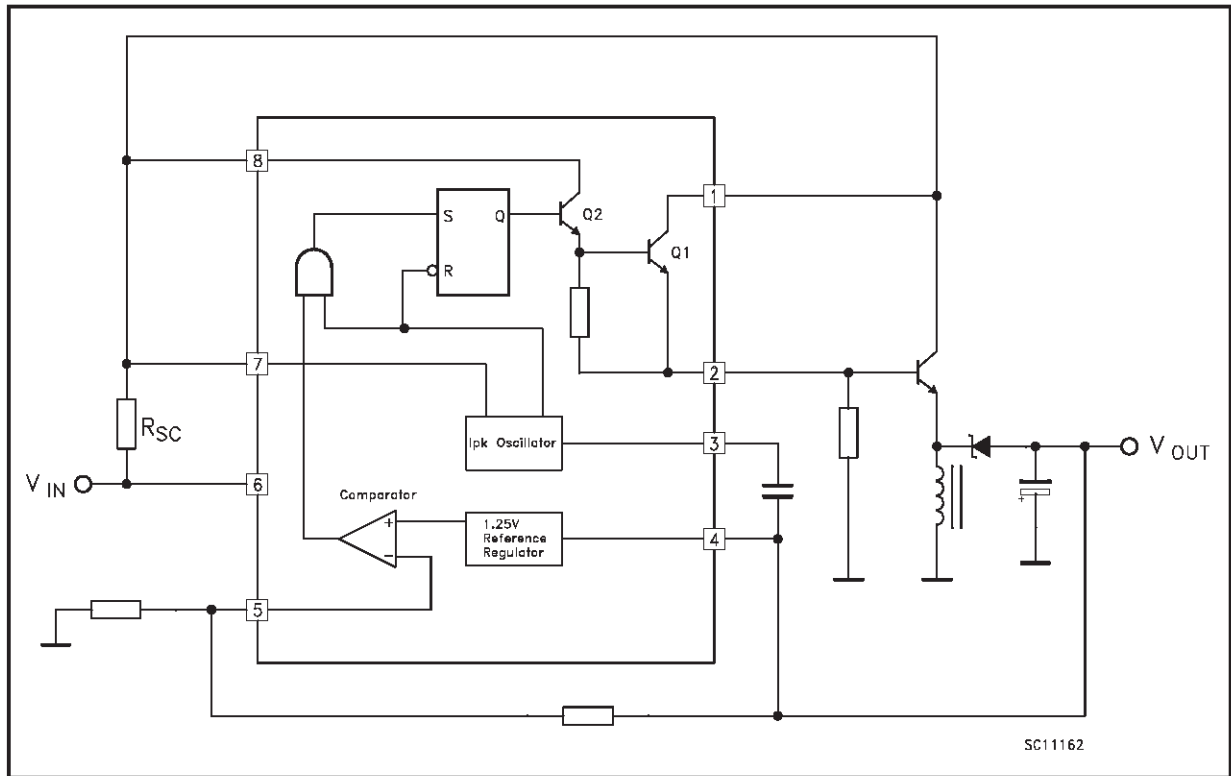 8
S Q
Q2
1
R
Q1
7
2
R SC
Ipk Oscillator
3
V IN
6
V OUT
Comparator
+
+
1.25V
Reference
Regulator
4
−
5
SC11162